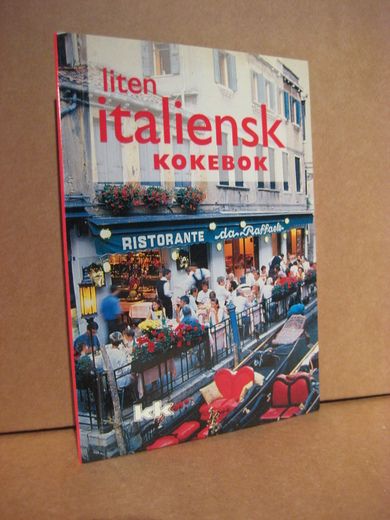 liten
italiensk
KOKEBOK
RISTORANTE da Raffaele
kk